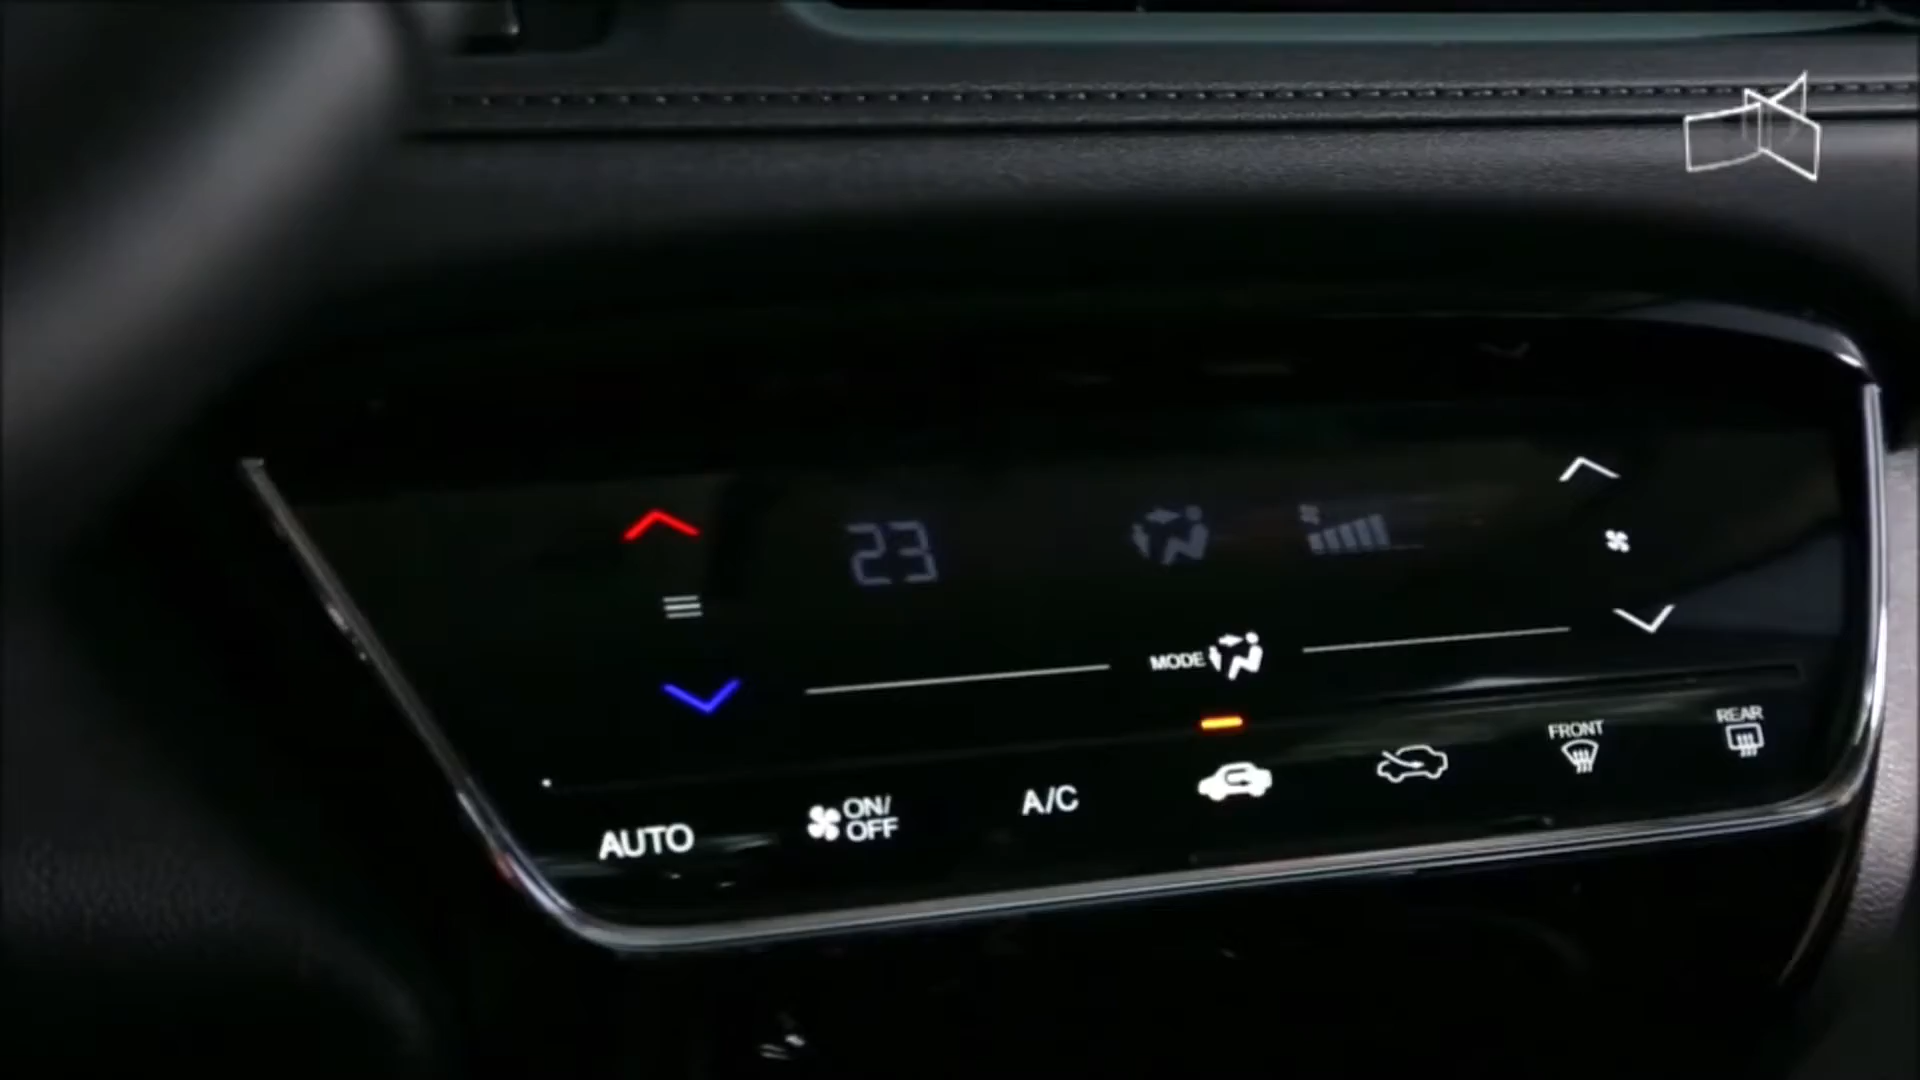 23
MODE
FRONT
REAR
AUTO
ON/
OFF
A/C